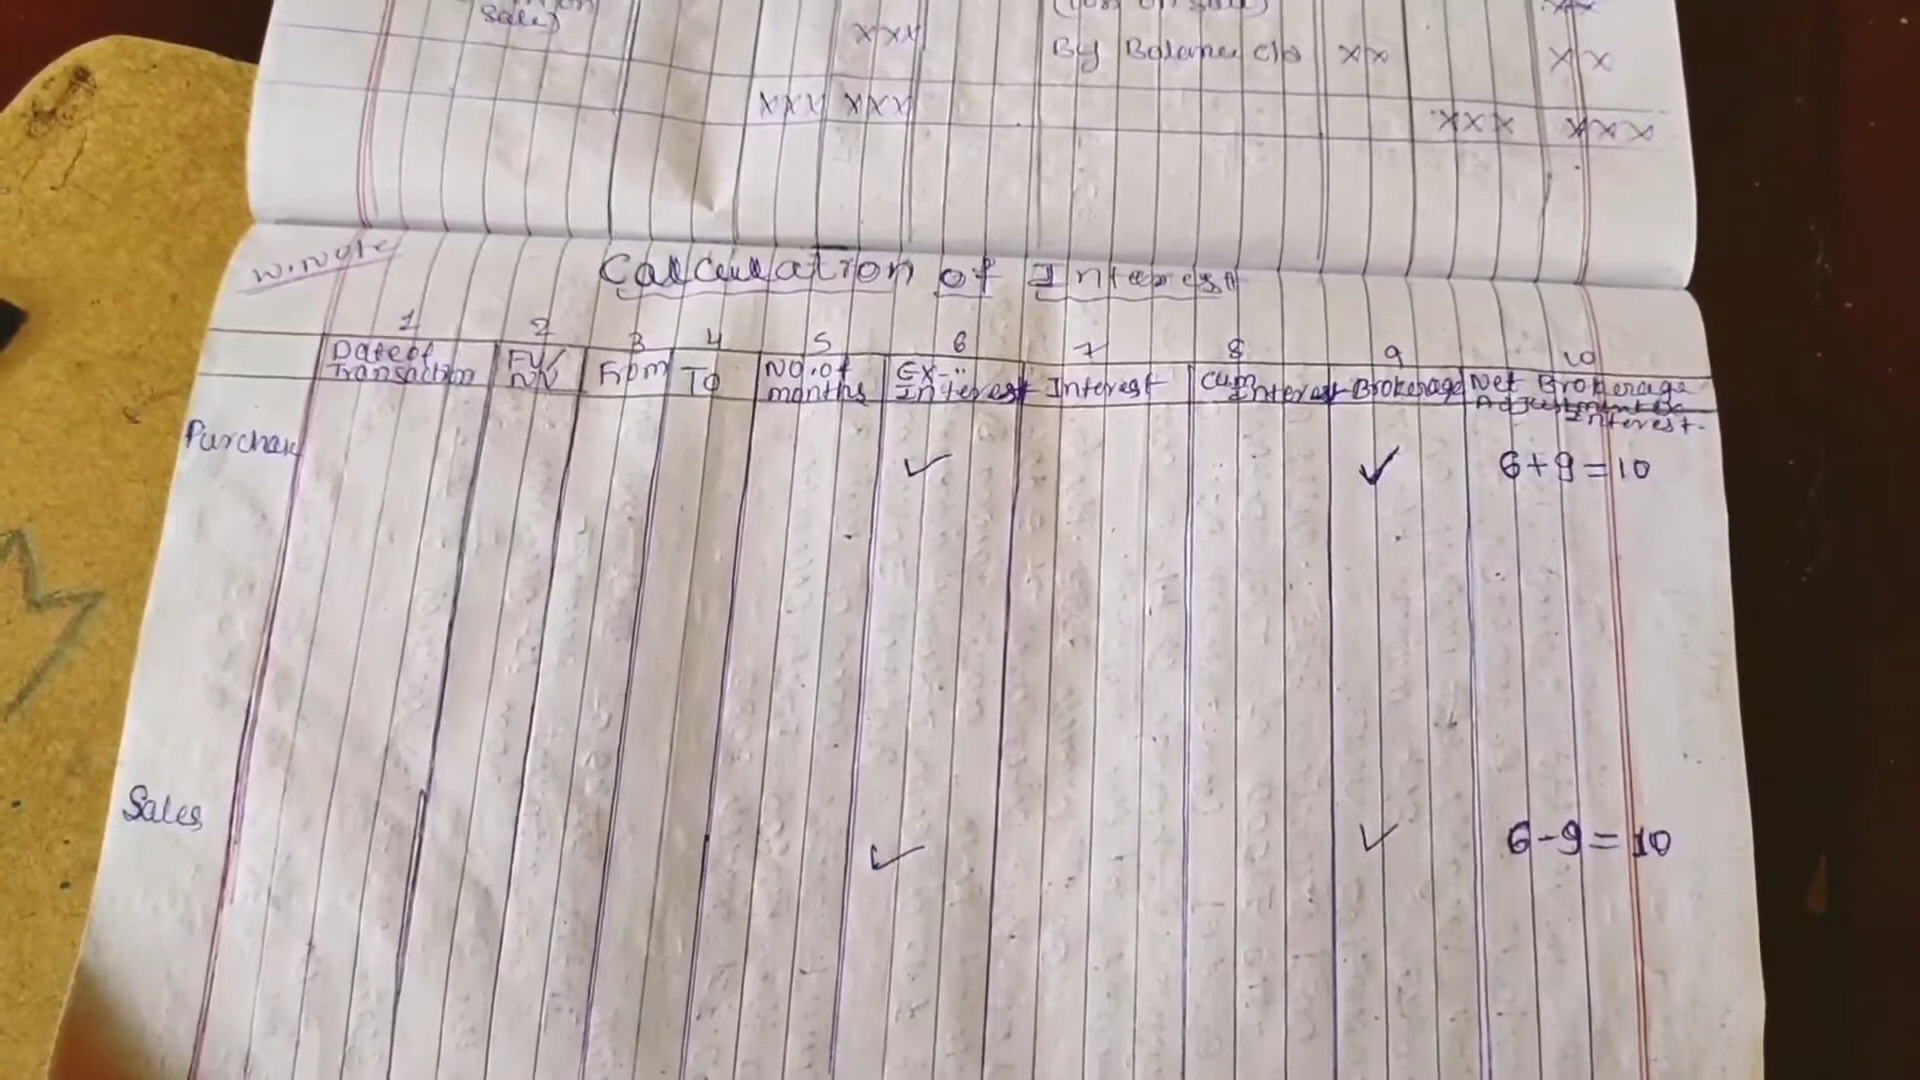 sale)
XXX
By Balance c/d XX XX
XXX XXX XXX XXX
W.Note
Calculation of Interest
1 2 3 4 5 6 7 8 9 10
Date of Transaction FV/NV From To No. of months Ex- Interest Interest Cum Interest Brokerage Net Brokerage Adjustment Interest.
Purchase ✓ ✓ 6+9=10
Sales ✓ ✓ 6-9=10